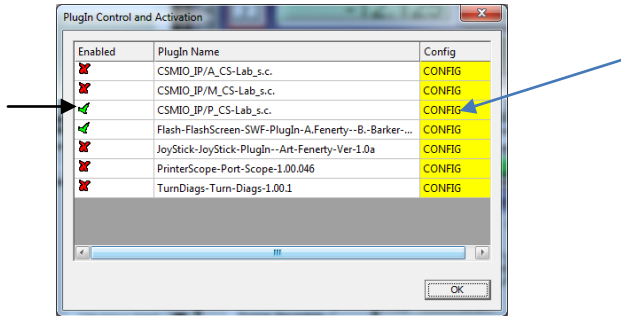 PlugIn Control and Activation
Enabled PlugIn Name Config
CSMIO_IP/A_CS-Lab_s.c. CONFIG
CSMIO_IP/M_CS-Lab_s.c. CONFIG
CSMIO_IP/P_CS-Lab_s.c. CONFIG
Flash-FlashScreen-SWF-PlugIn-A.Fenerty--B.-Barker-... CONFIG
JoyStick-JoyStick-PlugIn--Art-Fenerty-Ver-1.0a CONFIG
PrinterScope-Port-Scope-1.00.046 CONFIG
TurnDiags-Turn-Diags-1.00.1 CONFIG
OK